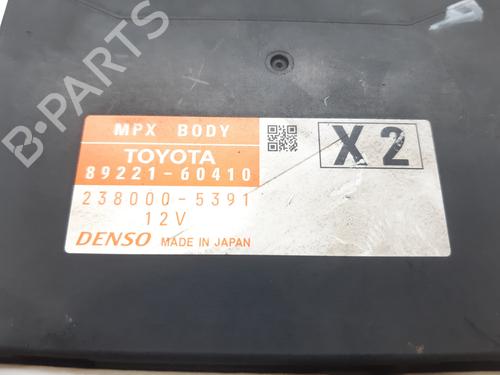 B-PARTS
MPX BODY
TOYOTA
89221-60410
X2
238000-5391
12V
DENSO MADE IN JAPAN